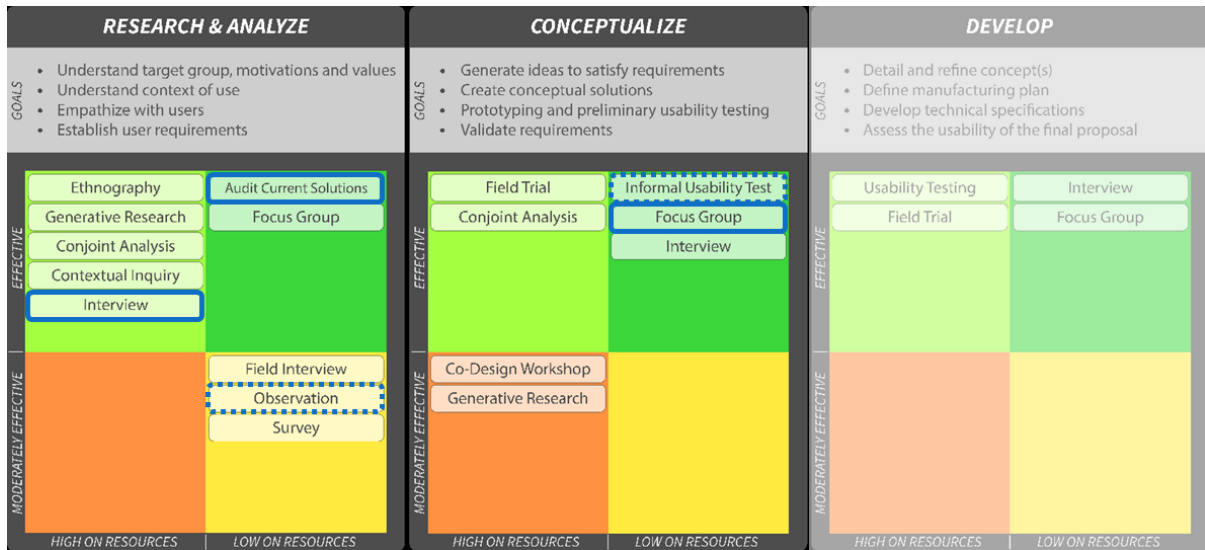 RESEARCH & ANALYZE
GOALS
• Understand target group, motivations and values
• Understand context of use
• Empathize with users
• Establish user requirements
EFFECTIVE
Ethnography
Generative Research
Conjoint Analysis
Contextual Inquiry
Interview
Audit Current Solutions
Focus Group
MODERATELY EFFECTIVE
Field Interview
Observation
Survey
HIGH ON RESOURCES | LOW ON RESOURCES
CONCEPTUALIZE
GOALS
• Generate ideas to satisfy requirements
• Create conceptual solutions
• Prototyping and preliminary usability testing
• Validate requirements
EFFECTIVE
Field Trial
Conjoint Analysis
Informal Usability Test
Focus Group
Interview
MODERATELY EFFECTIVE
Co-Design Workshop
Generative Research
HIGH ON RESOURCES | LOW ON RESOURCES
DEVELOP
GOALS
• Detail and refine concept(s)
• Define manufacturing plan
• Develop technical specifications
• Assess the usability of the final proposal
EFFECTIVE
Usability Testing
Field Trial
Interview
Focus Group
MODERATELY EFFECTIVE
HIGH ON RESOURCES | LOW ON RESOURCES